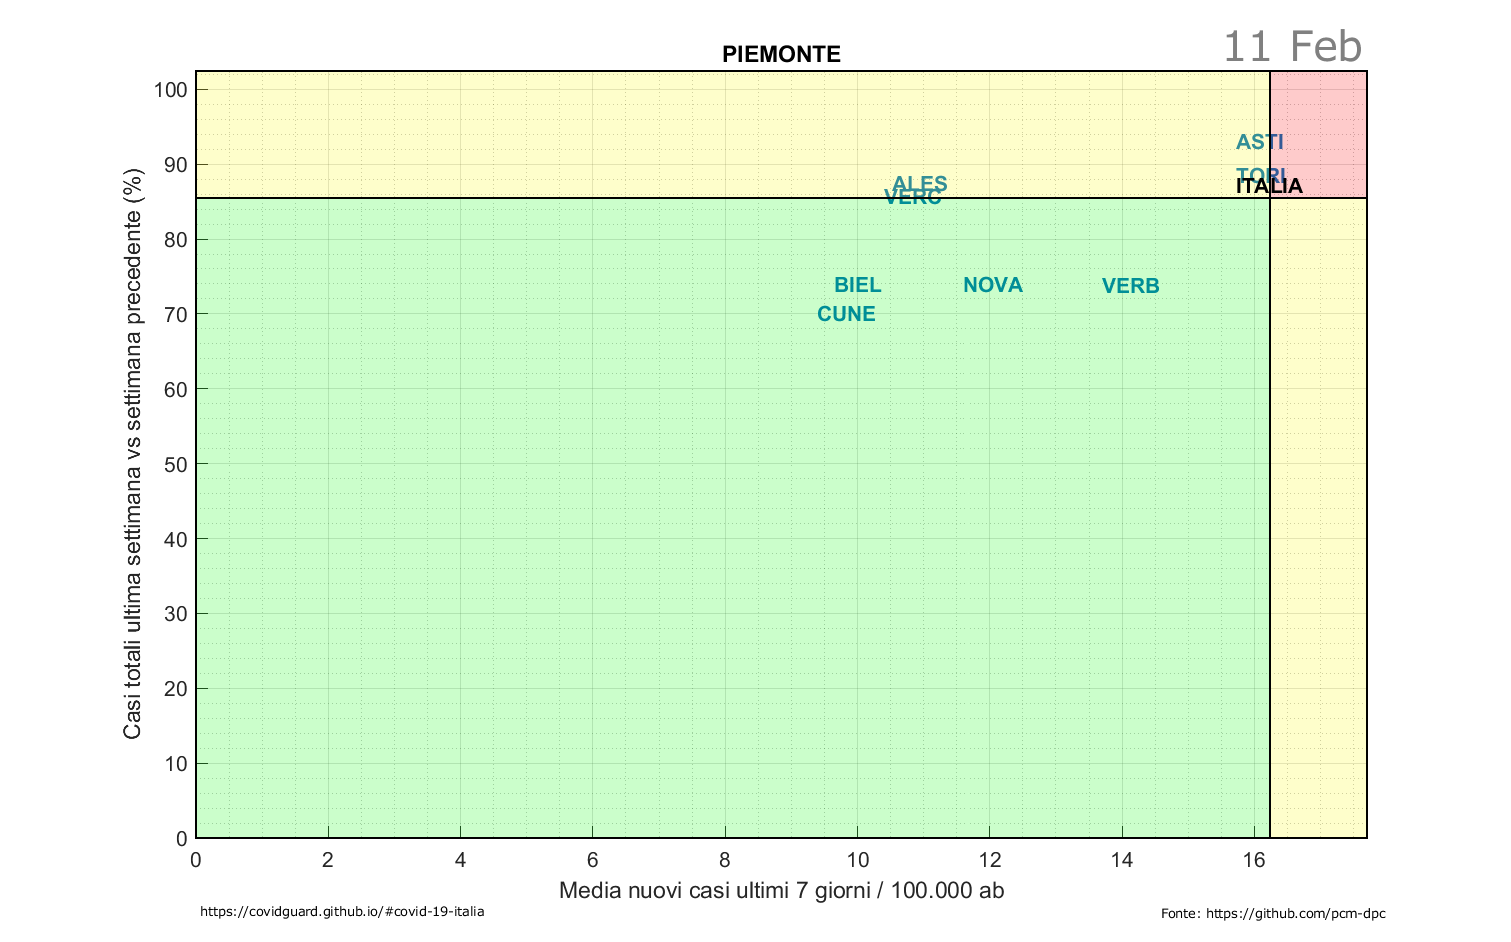 PIEMONTE
11 Feb
Casi totali ultima settimana vs settimana precedente (%)
100
90
80
70
60
50
40
30
20
10
0
ASTI
TORI
ITALIA
ALES
VERC
BIEL
NOVA
VERB
CUNE
0 2 4 6 8 10 12 14 16
Media nuovi casi ultimi 7 giorni / 100.000 ab
https://covidguard.github.io/#covid-19-italia
Fonte: https://github.com/pcm-dpc